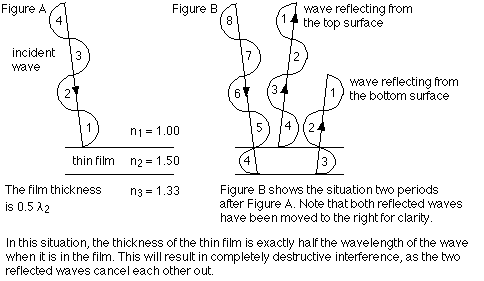 Figure A
Figure B
wave reflecting from
the top surface
4
3
2
1
incident
wave
8
7
6
5
4
1
2
3
4
wave reflecting from
the bottom surface
1
2
3
n1 = 1.00
thin film
n2 = 1.50
n3 = 1.33
The film thickness
is 0.5 λ2
Figure B shows the situation two periods
after Figure A. Note that both reflected waves
have been moved to the right for clarity.
In this situation, the thickness of the thin film is exactly half the wavelength of the wave
when it is in the film. This will result in completely destructive interference, as the two
reflected waves cancel each other out.